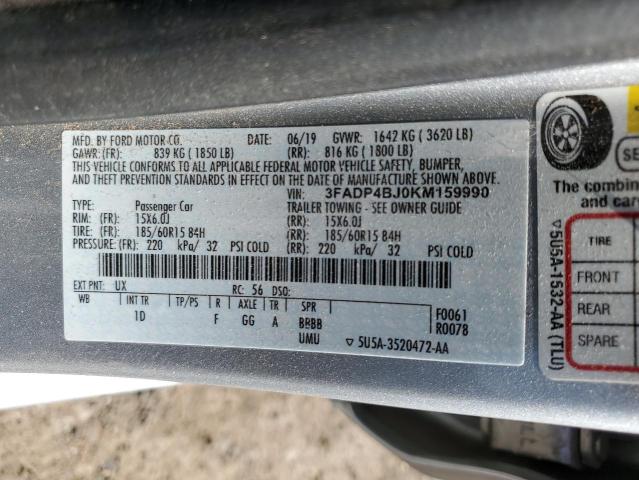 MFD. BY FORD MOTOR CO. DATE: 06/19 GVWR: 1642 KG ( 3620 LB)
GAWR: (FR): 839 KG ( 1850 LB) (RR): 816 KG ( 1800 LB)
THIS VEHICLE CONFORMS TO ALL APPLICABLE FEDERAL MOTOR VEHICLE SAFETY, BUMPER,
AND THEFT PREVENTION STANDARDS IN EFFECT ON THE DATE OF MANUFACTURE SHOWN ABOVE.
VIN: 3FADP4BJ0KM159990
TYPE: Passenger Car TRAILER TOWING - SEE OWNER GUIDE
RIM: (FR): 15X6.0J (RR): 15X6.0J
TIRE: (FR): 185/60R15 84H (RR): 185/60R15 84H
PRESSURE: (FR): 220 kPa/ 32 PSI COLD (RR): 220 kPa/ 32 PSI COLD
EXT PNT: UX RC: 56 DSO:
WB INT TR TP/PS R AXLE TR SPR
1D F GG A BBBB
UMU
F0061
R0078
▽ 5U5A-3520472-AA
▽ 5U5A-1532-AA (TLU)
SE
The combin
and car
TIRE
FRONT
REAR
SPARE